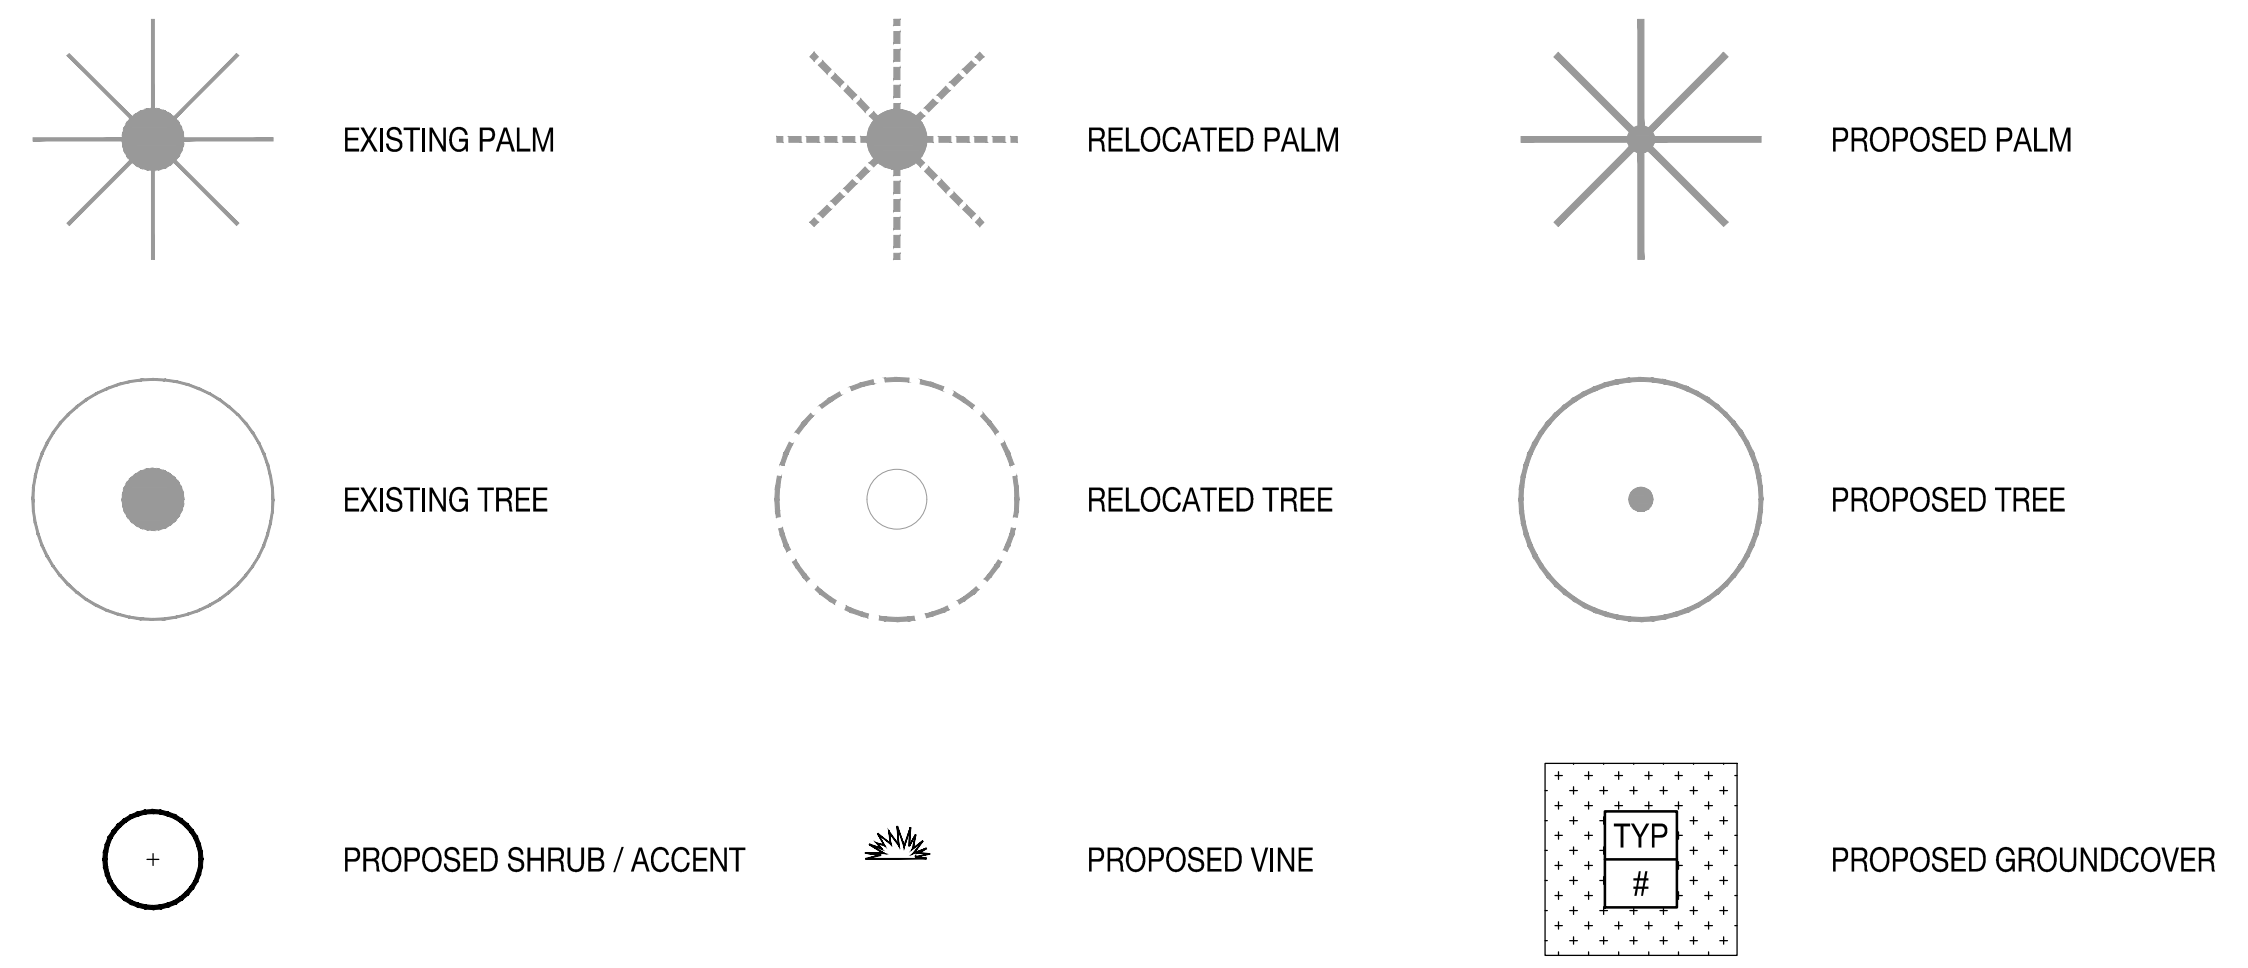 EXISTING PALM
RELOCATED PALM
PROPOSED PALM
EXISTING TREE
RELOCATED TREE
PROPOSED TREE
PROPOSED SHRUB / ACCENT
PROPOSED VINE
TYP
#
PROPOSED GROUNDCOVER